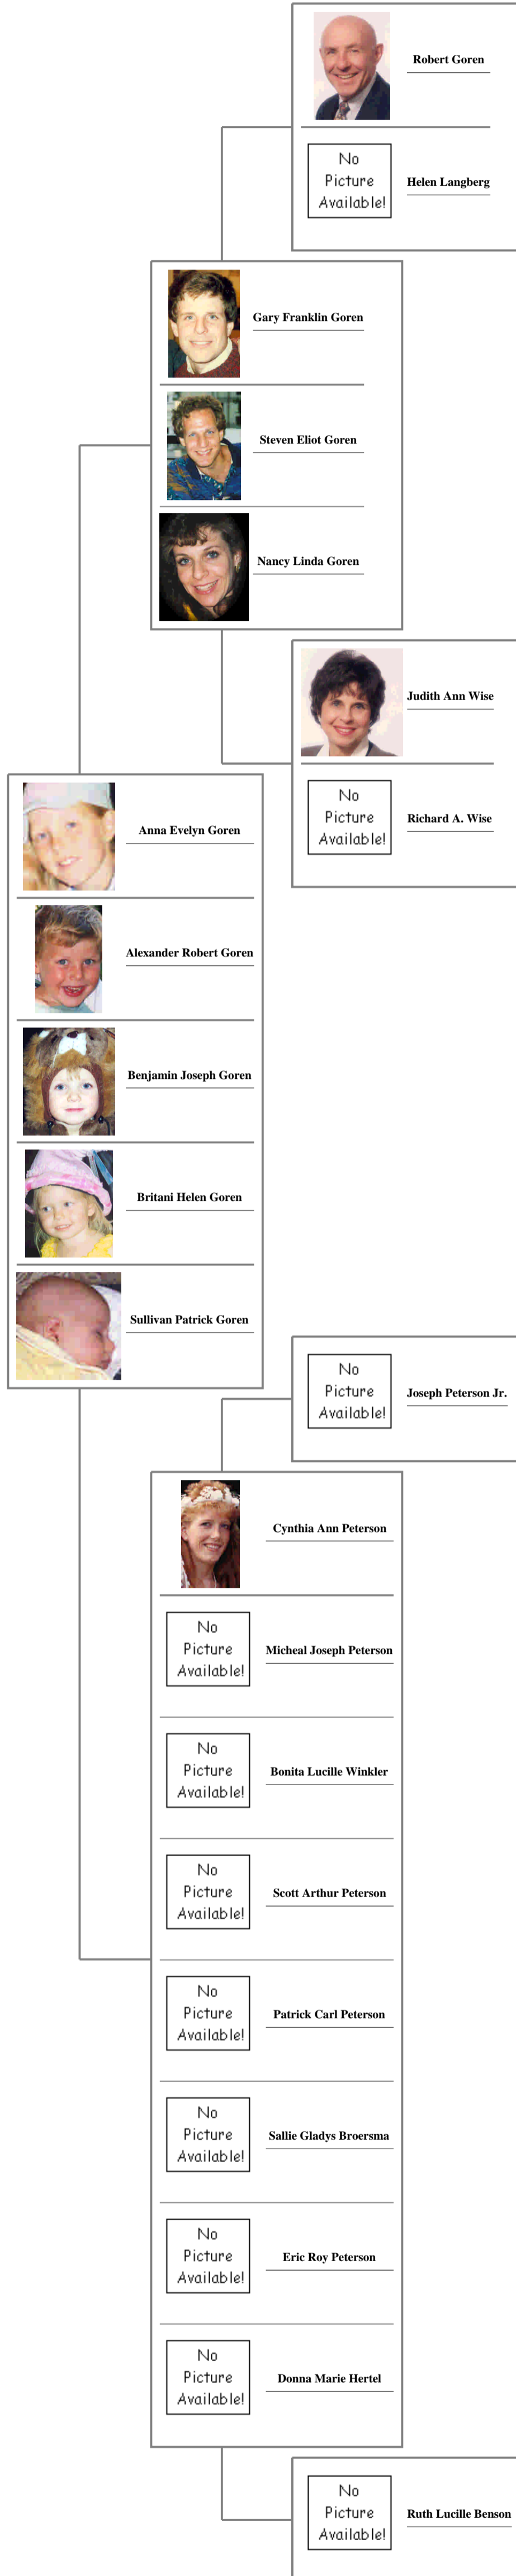 Robert Goren
No
Picture
Available!
Helen Langberg
Gary Franklin Goren
Steven Eliot Goren
Nancy Linda Goren
Judith Ann Wise
No
Picture
Available!
Richard A. Wise
Anna Evelyn Goren
Alexander Robert Goren
Benjamin Joseph Goren
Britani Helen Goren
Sullivan Patrick Goren
No
Picture
Available!
Joseph Peterson Jr.
Cynthia Ann Peterson
No
Picture
Available!
Micheal Joseph Peterson
No
Picture
Available!
Bonita Lucille Winkler
No
Picture
Available!
Scott Arthur Peterson
No
Picture
Available!
Patrick Carl Peterson
No
Picture
Available!
Sallie Gladys Broersma
No
Picture
Available!
Eric Roy Peterson
No
Picture
Available!
Donna Marie Hertel
No
Picture
Available!
Ruth Lucille Benson